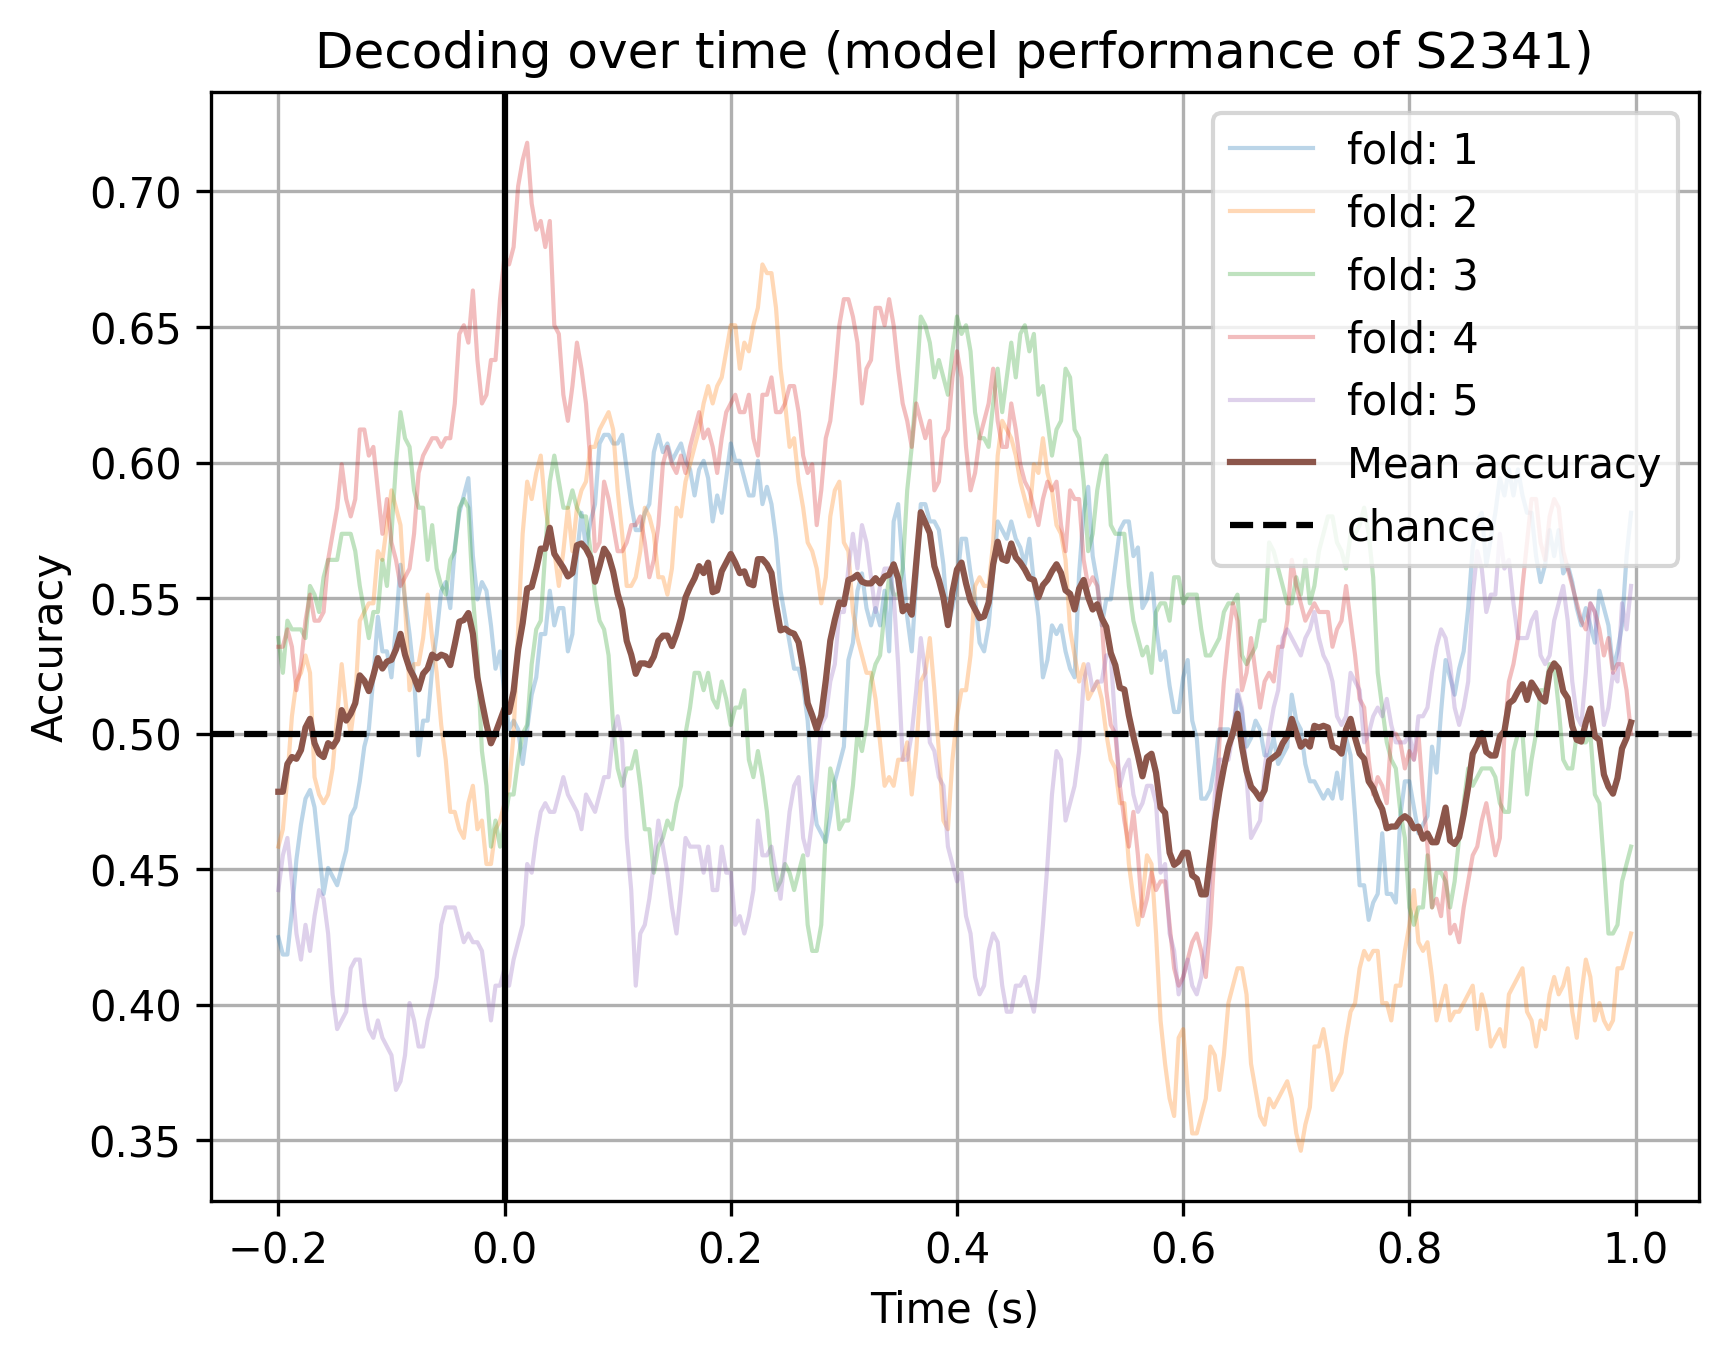 Decoding over time (model performance of S2341)
Accuracy
0.70
0.65
0.60
0.55
0.50
0.45
0.40
0.35
fold: 1
fold: 2
fold: 3
fold: 4
fold: 5
Mean accuracy
chance
−0.2 0.0 0.2 0.4 0.6 0.8 1.0
Time (s)